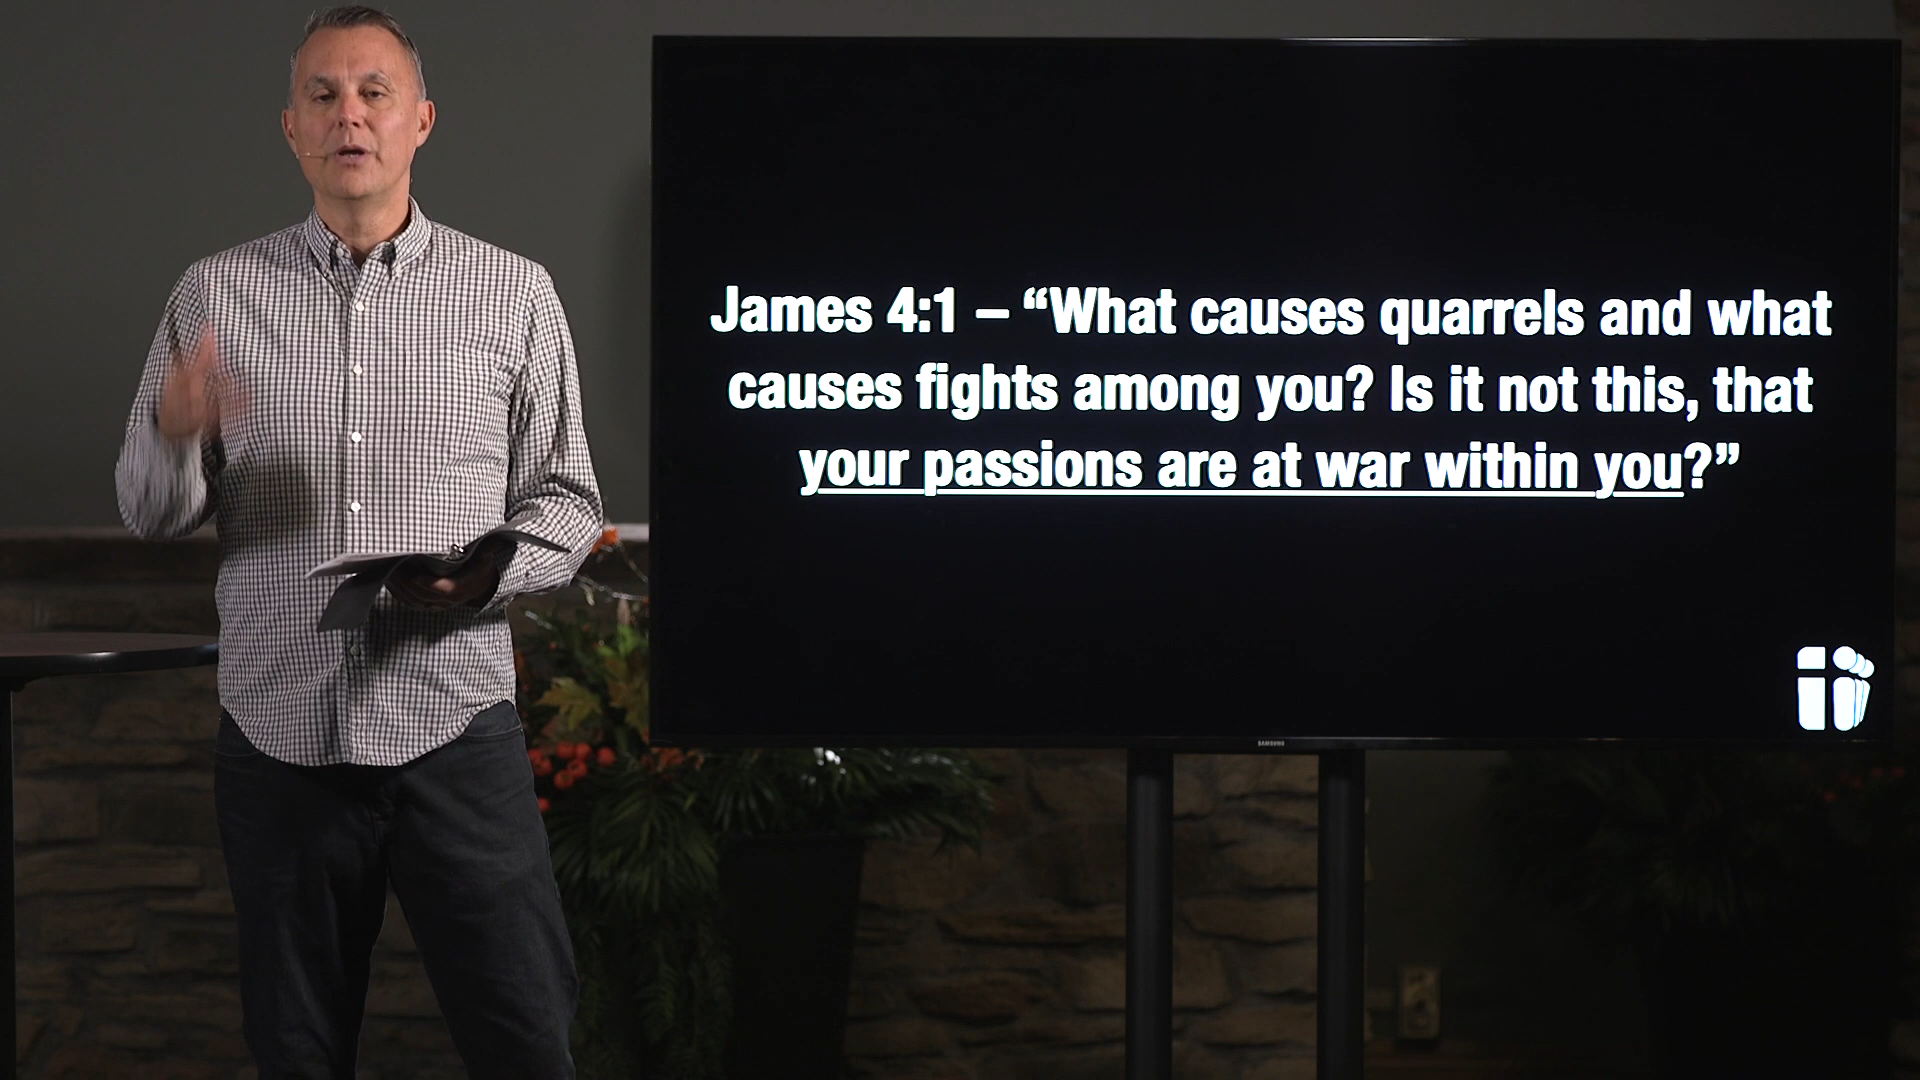 James 4:1 – “What causes quarrels and what
causes fights among you? Is it not this, that
your passions are at war within you?”
SAMSUNG